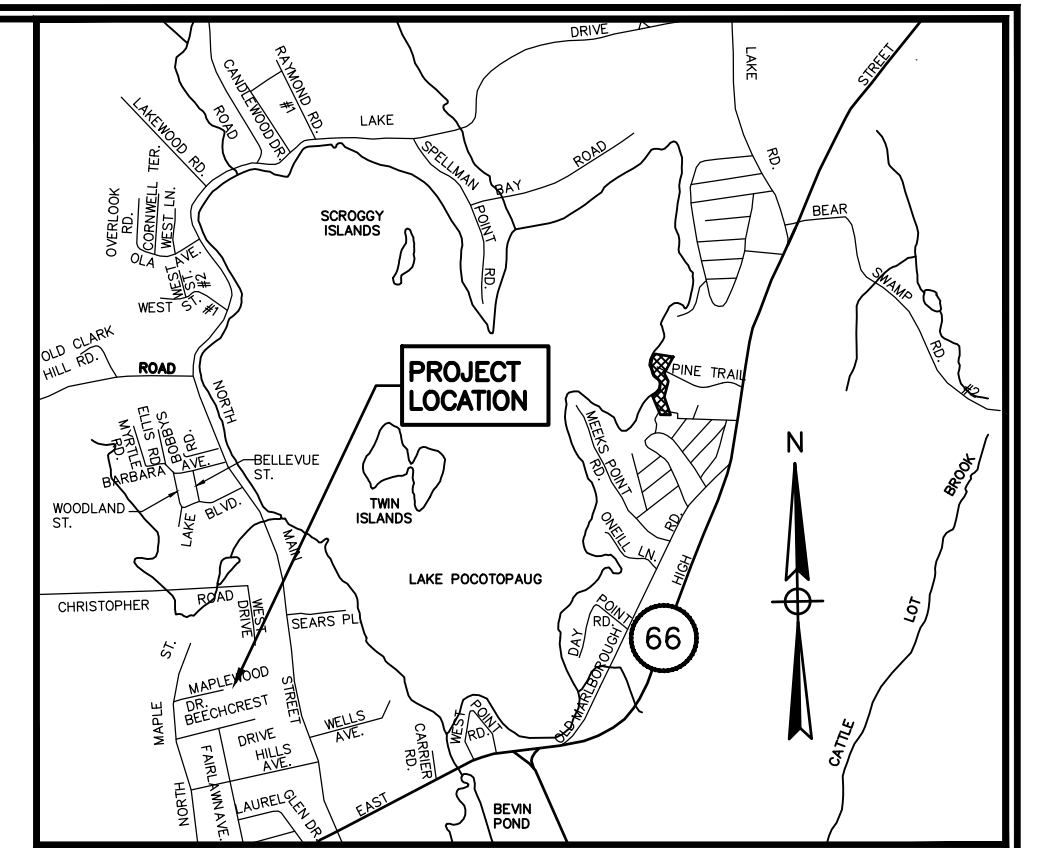 DRIVE
LAKE
RD.
STREET
RAYMOND RD.
#1
CANDLEWOOD DR.
ROAD
LAKEWOOD RD.
LAKE
SPELLMAN
POINT
RD.
BAY
ROAD
BEAR
SWAMP
RD.
#2
OVERLOOK
RD.
CORNWELL TER.
WEST LN.
OLA AVE.
WEST
ST.
#2
WEST ST. #1
SCROGGY
ISLANDS
OLD CLARK
HILL RD.
ROAD
NORTH
PROJECT
LOCATION
PINE TRAIL
MEEKS POINT
RD.
N
MYRTLE
RD.
ELLIS RD
BOBBYS
RD.
BARBARA AVE.
BELLEVUE
ST.
WOODLAND
ST.
LAKE BLVD.
TWIN
ISLANDS
MAIN
ONEILL LN.
RD.
HIGH
BROOK
LAKE POCOTOPAUG
CHRISTOPHER ROAD
WEST
DRIVE
SEARS PL.
POINT
RD.
DAY
66
LOT
OLD MARLBOROUGH
ST.
MAPLE
MAPLEWOOD
DR.
BEECHCREST
DRIVE
STREET
WELLS
AVE.
HILLS
AVE.
CARRIER
RD.
WEST
POINT
RD.
CATTLE
NORTH
FAIRLAWN AVE.
LAUREL
GLEN DR.
EAST
BEVIN
POND